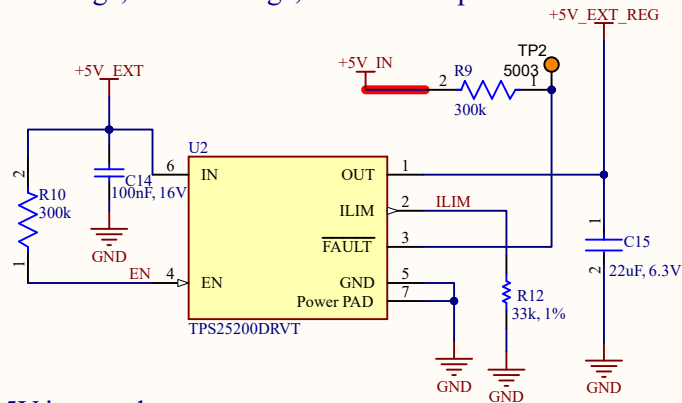 +5V_EXT_REG
+5V_EXT
+5V_IN
TP2
5003
R9
2
1
300k
U2
6
IN
OUT
1
C14
100nF, 16V
2
R10
300k
1
GND
ILIM
2
ILIM
FAULT
3
EN
4
EN
GND
5
Power PAD
7
TPS25200DRVT
R12
33k, 1%
1
C15
2
22uF, 6.3V
GND
GND
GND